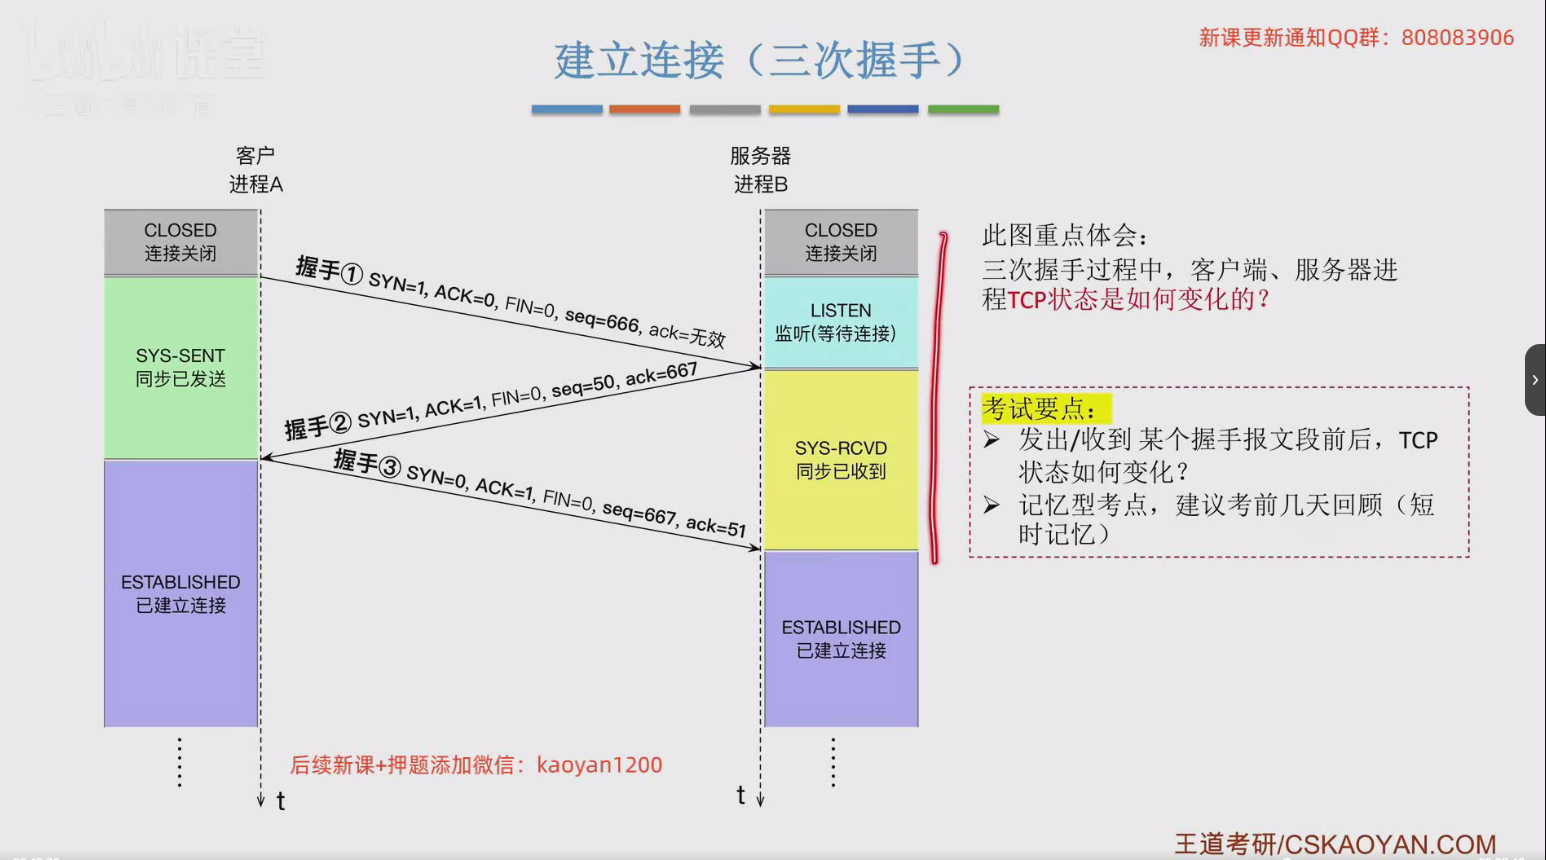 新课更新通知QQ群：808083906
建立连接（三次握手）
客户
进程A
服务器
进程B
CLOSED
连接关闭
SYS-SENT
同步已发送
ESTABLISHED
已建立连接
握手① SYN=1, ACK=0, FIN=0, seq=666, ack=无效
握手② SYN=1, ACK=1, FIN=0, seq=50, ack=667
握手③ SYN=0, ACK=1, FIN=0, seq=667, ack=51
CLOSED
连接关闭
LISTEN
监听(等待连接)
SYS-RCVD
同步已收到
ESTABLISHED
已建立连接
此图重点体会：
三次握手过程中，客户端、服务器进
程TCP状态是如何变化的？
考试要点：
➢ 发出/收到 某个握手报文段前后，TCP
状态如何变化？
➢ 记忆型考点，建议考前几天回顾（短
时记忆）
后续新课+押题添加微信：kaoyan1200
t
t
王道考研/CSKAOYAN.COM